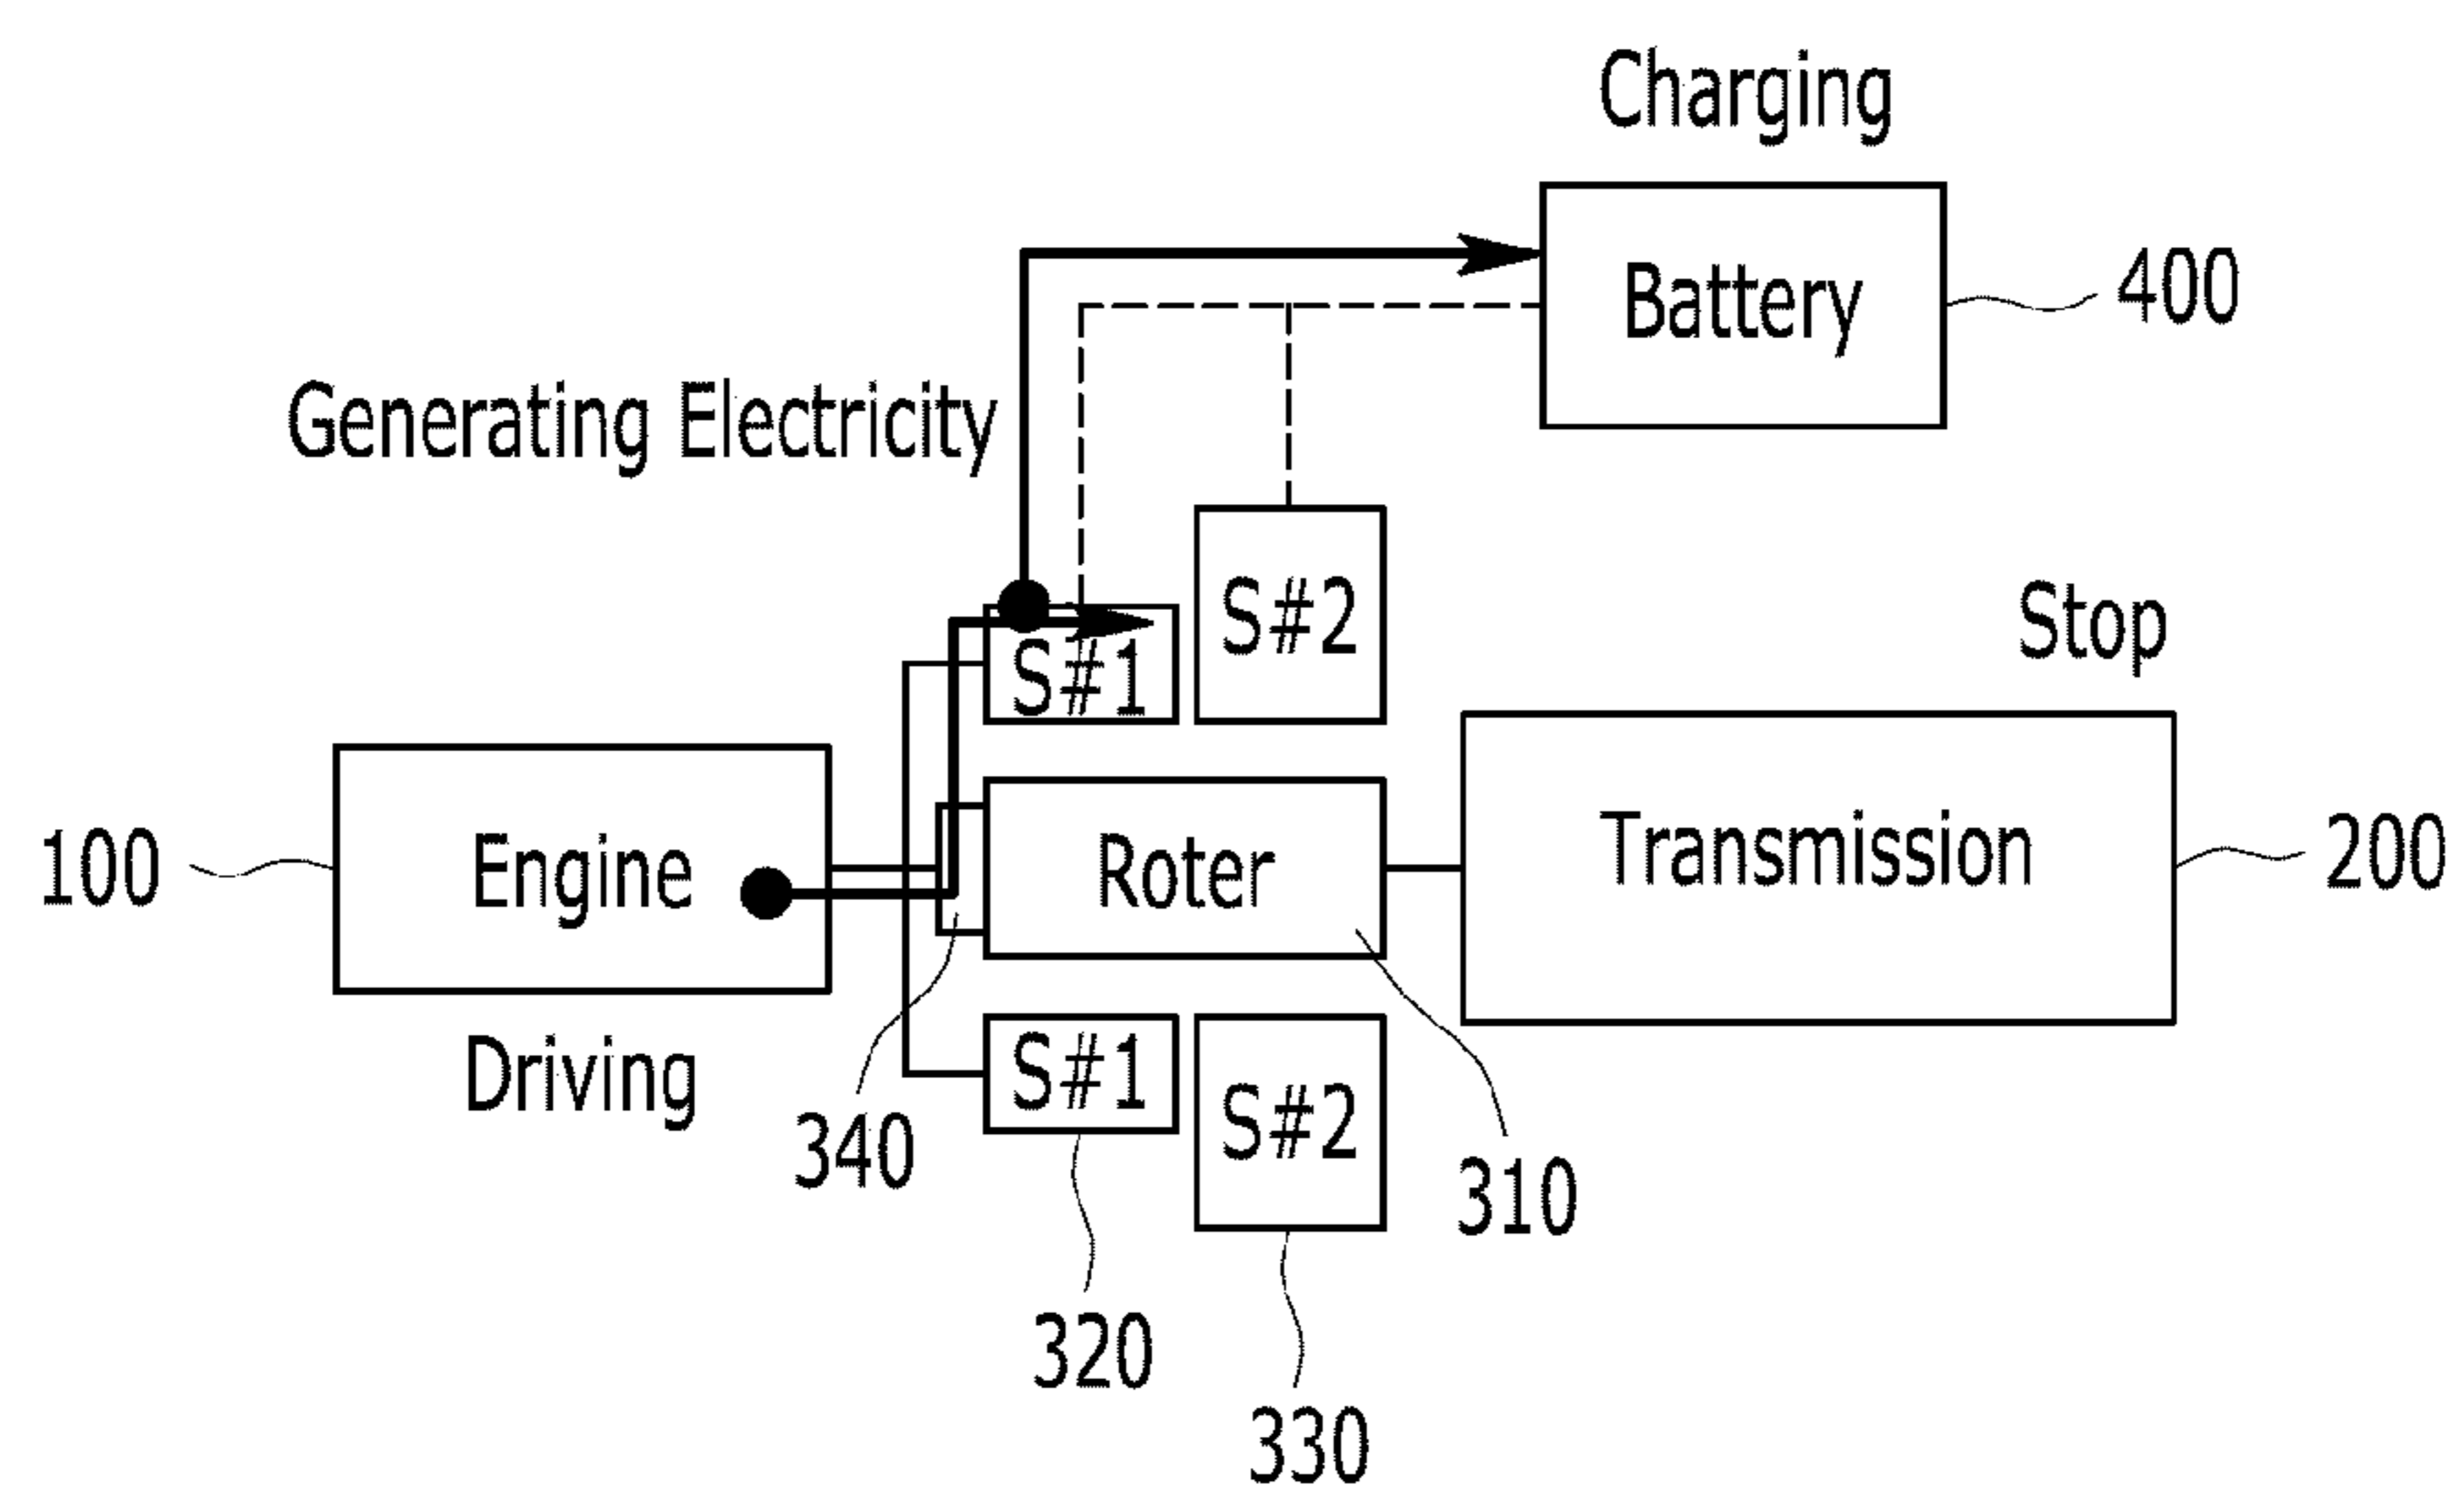 Charging
Battery
400
Generating Electricity
S#2
Stop
S#1
Transmission
Engine
Roter
100
200
Driving
S#1
S#2
340
310
320
330